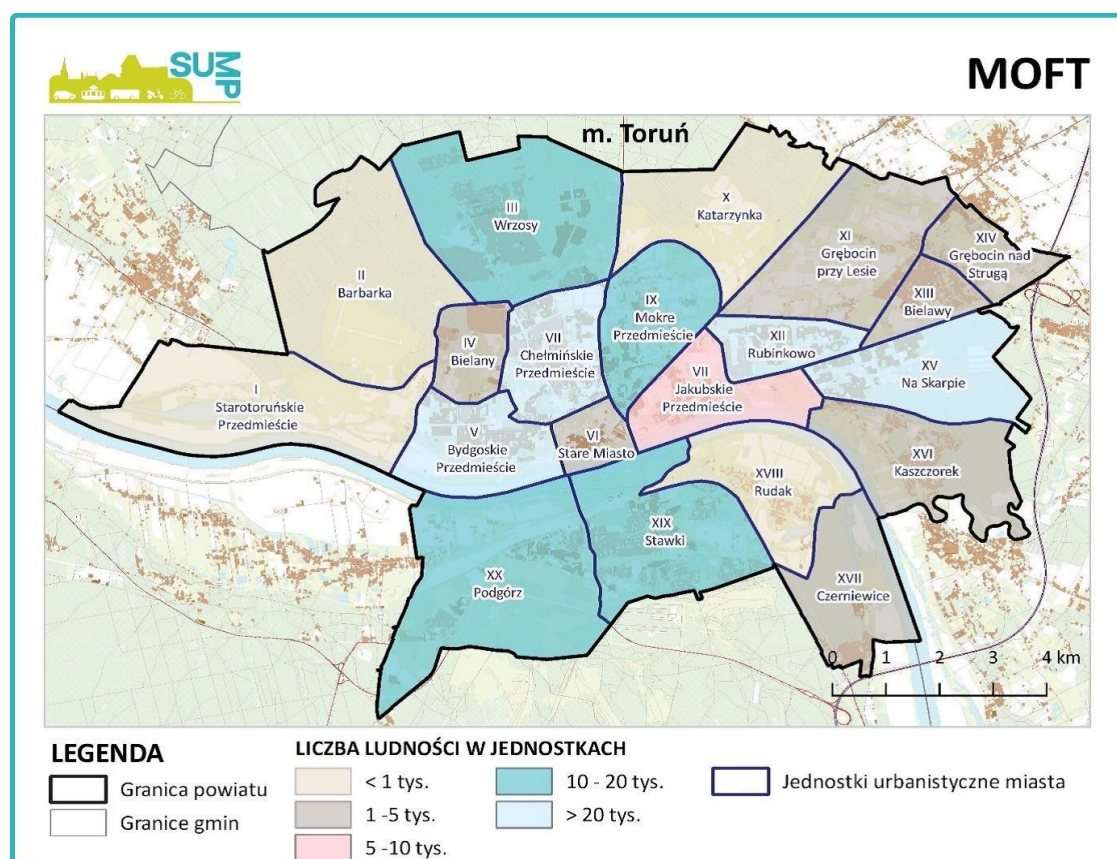 SUMP
MOFT
m. Toruń
X
Katarzynka
III
Wrzosy
XI
Grębocin
przy Lesie
XIV
Grębocin nad
Strugą
II
Barbarka
IX
Mokre
Przedmieście
XIII
Bielawy
IV
Bielany
VII
Chełmińskie
Przedmieście
XII
Rubinkowo
XV
Na Skarpie
I
Starotoruńskie
Przedmieście
VII
Jakubskie
Przedmieście
V
Bydgoskie
Przedmieście
VI
Stare Miasto
XVI
Kaszczorek
XVIII
Rudak
XIX
Stawki
XX
Podgórz
XVII
Czerniewice
0 1 2 3 4 km
LEGENDA
Granica powiatu
Granice gmin
LICZBA LUDNOŚCI W JEDNOSTKACH
< 1 tys.
1 -5 tys.
5 -10 tys.
10 - 20 tys.
> 20 tys.
Jednostki urbanistyczne miasta